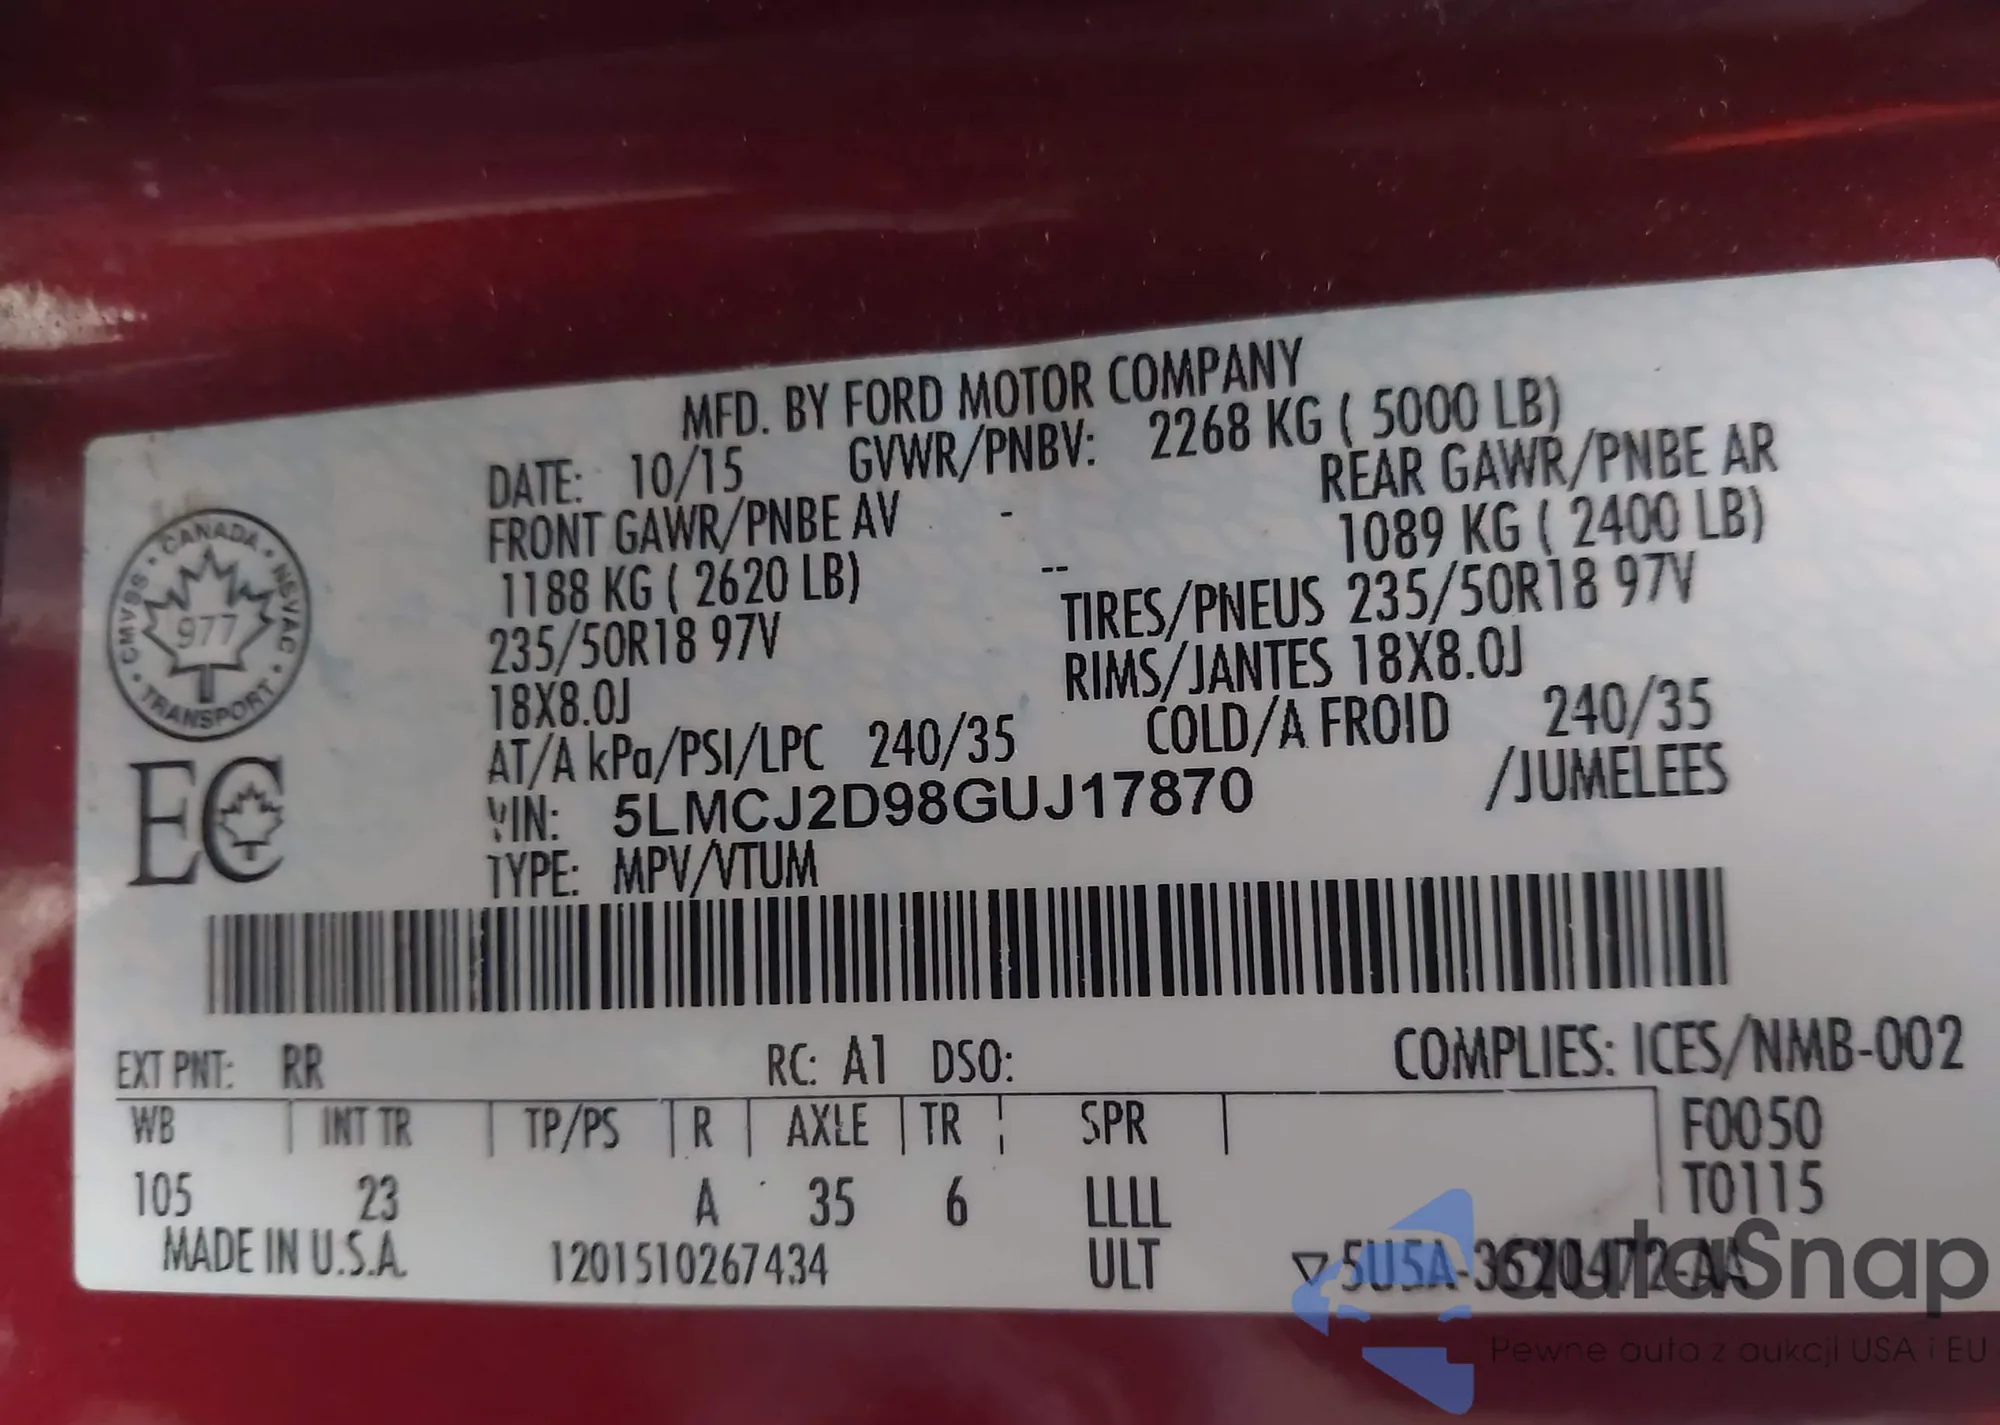 MFD. BY FORD MOTOR COMPANY
DATE: 10/15 GVWR/PNBV: 2268 KG ( 5000 LB)
FRONT GAWR/PNBE AV - REAR GAWR/PNBE AR
1188 KG ( 2620 LB) -- 1089 KG ( 2400 LB)
235/50R18 97V TIRES/PNEUS 235/50R18 97V
18X8.0J RIMS/JANTES 18X8.0J
AT/A kPa/PSI/LPC 240/35 COLD/A FROID 240/35
VIN: 5LMCJ2D98GUJ17870 /JUMELEES
TYPE: MPV/VTUM
CANADA
CMVSS NSVAC
977
TRANSPORT
EC
EXT PNT: RR RC: A1 DSO: COMPLIES: ICES/NMB-002
WB INT TR TP/PS R AXLE TR SPR F0050
105 23 A 35 6 LLLL T0115
MADE IN U.S.A. 1201510267434 ULT ▽5U5A-3620472-AA
autaSnap
Pewne auta z aukcji USA i EU